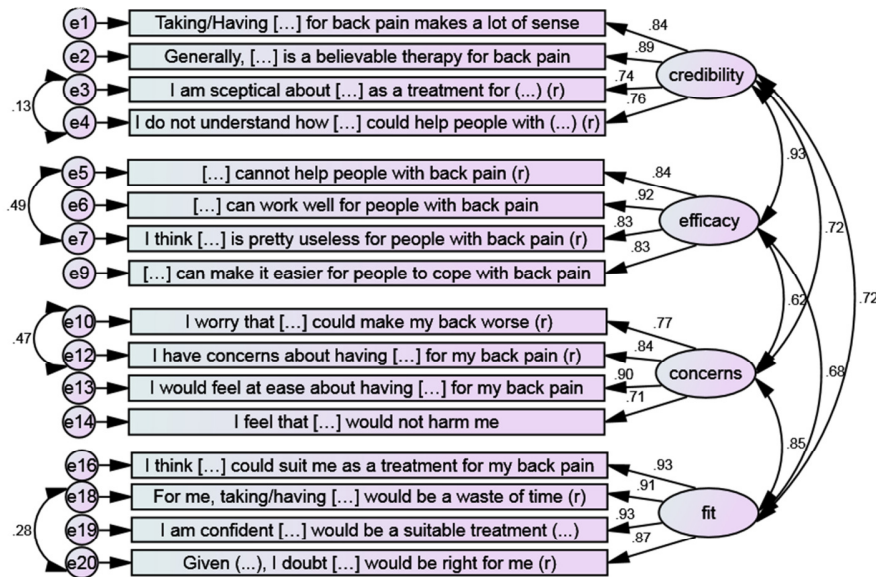 e1 Taking/Having [...] for back pain makes a lot of sense .84
e2 Generally, [...] is a believable therapy for back pain .89
credibility
e3 I am sceptical about [...] as a treatment for (...) (r) .74
.13
e4 I do not understand how [...] could help people with (...) (r) .76
.93
e5 [...] cannot help people with back pain (r) .84
.49
e6 [...] can work well for people with back pain .92
efficacy
.72
e7 I think [...] is pretty useless for people with back pain (r) .83
e9 [...] can make it easier for people to cope with back pain .83
.62
.72
e10 I worry that [...] could make my back worse (r) .77
.47
e12 I have concerns about having [...] for my back pain (r) .84
concerns
.68
e13 I would feel at ease about having [...] for my back pain .90
e14 I feel that [...] would not harm me .71
.85
e16 I think [...] could suit me as a treatment for my back pain .93
e18 For me, taking/having [...] would be a waste of time (r) .91
fit
.28
e19 I am confident [...] would be a suitable treatment (...) .93
e20 Given (...), I doubt [...] would be right for me (r) .87